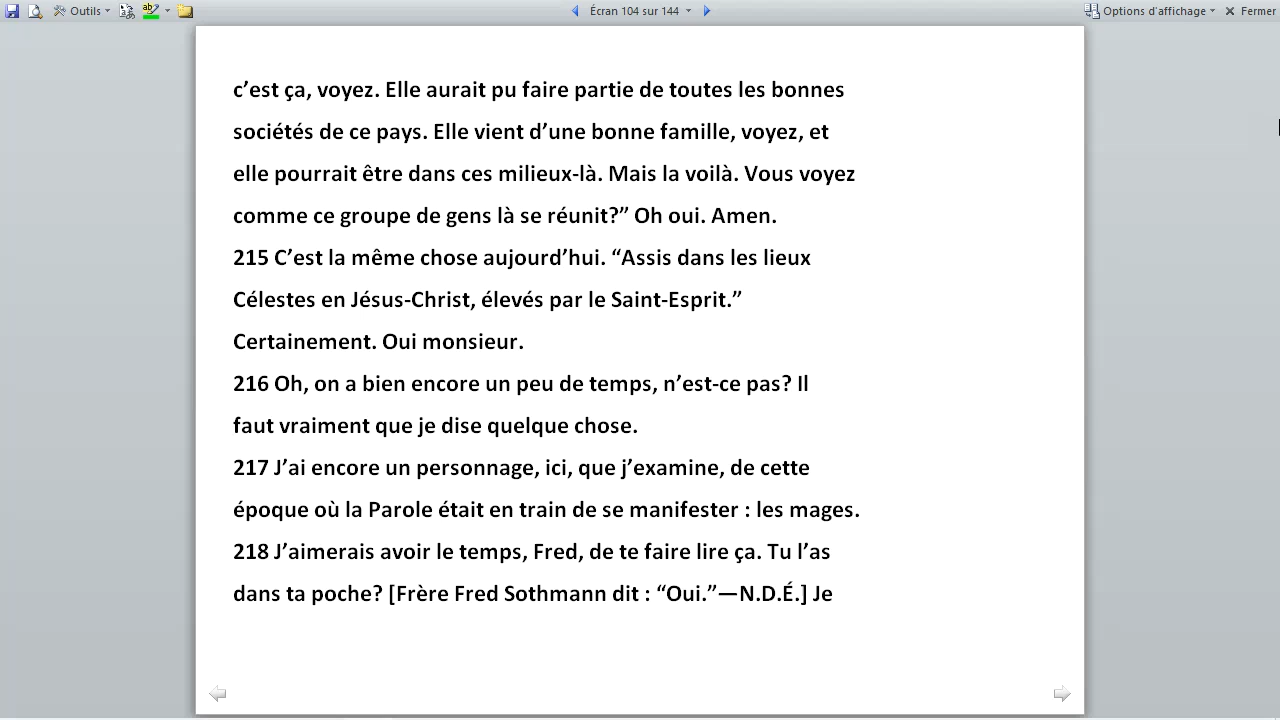 Outils
Écran 104 sur 144
Options d'affichage
Fermer
c’est ça, voyez. Elle aurait pu faire partie de toutes les bonnes
sociétés de ce pays. Elle vient d’une bonne famille, voyez, et
elle pourrait être dans ces milieux-là. Mais la voilà. Vous voyez
comme ce groupe de gens là se réunit?” Oh oui. Amen.
215 C’est la même chose aujourd’hui. “Assis dans les lieux
Célestes en Jésus-Christ, élevés par le Saint-Esprit.”
Certainement. Oui monsieur.
216 Oh, on a bien encore un peu de temps, n’est-ce pas? Il
faut vraiment que je dise quelque chose.
217 J’ai encore un personnage, ici, que j’examine, de cette
époque où la Parole était en train de se manifester : les mages.
218 J’aimerais avoir le temps, Fred, de te faire lire ça. Tu l’as
dans ta poche? [Frère Fred Sothmann dit : “Oui.”—N.D.É.] Je